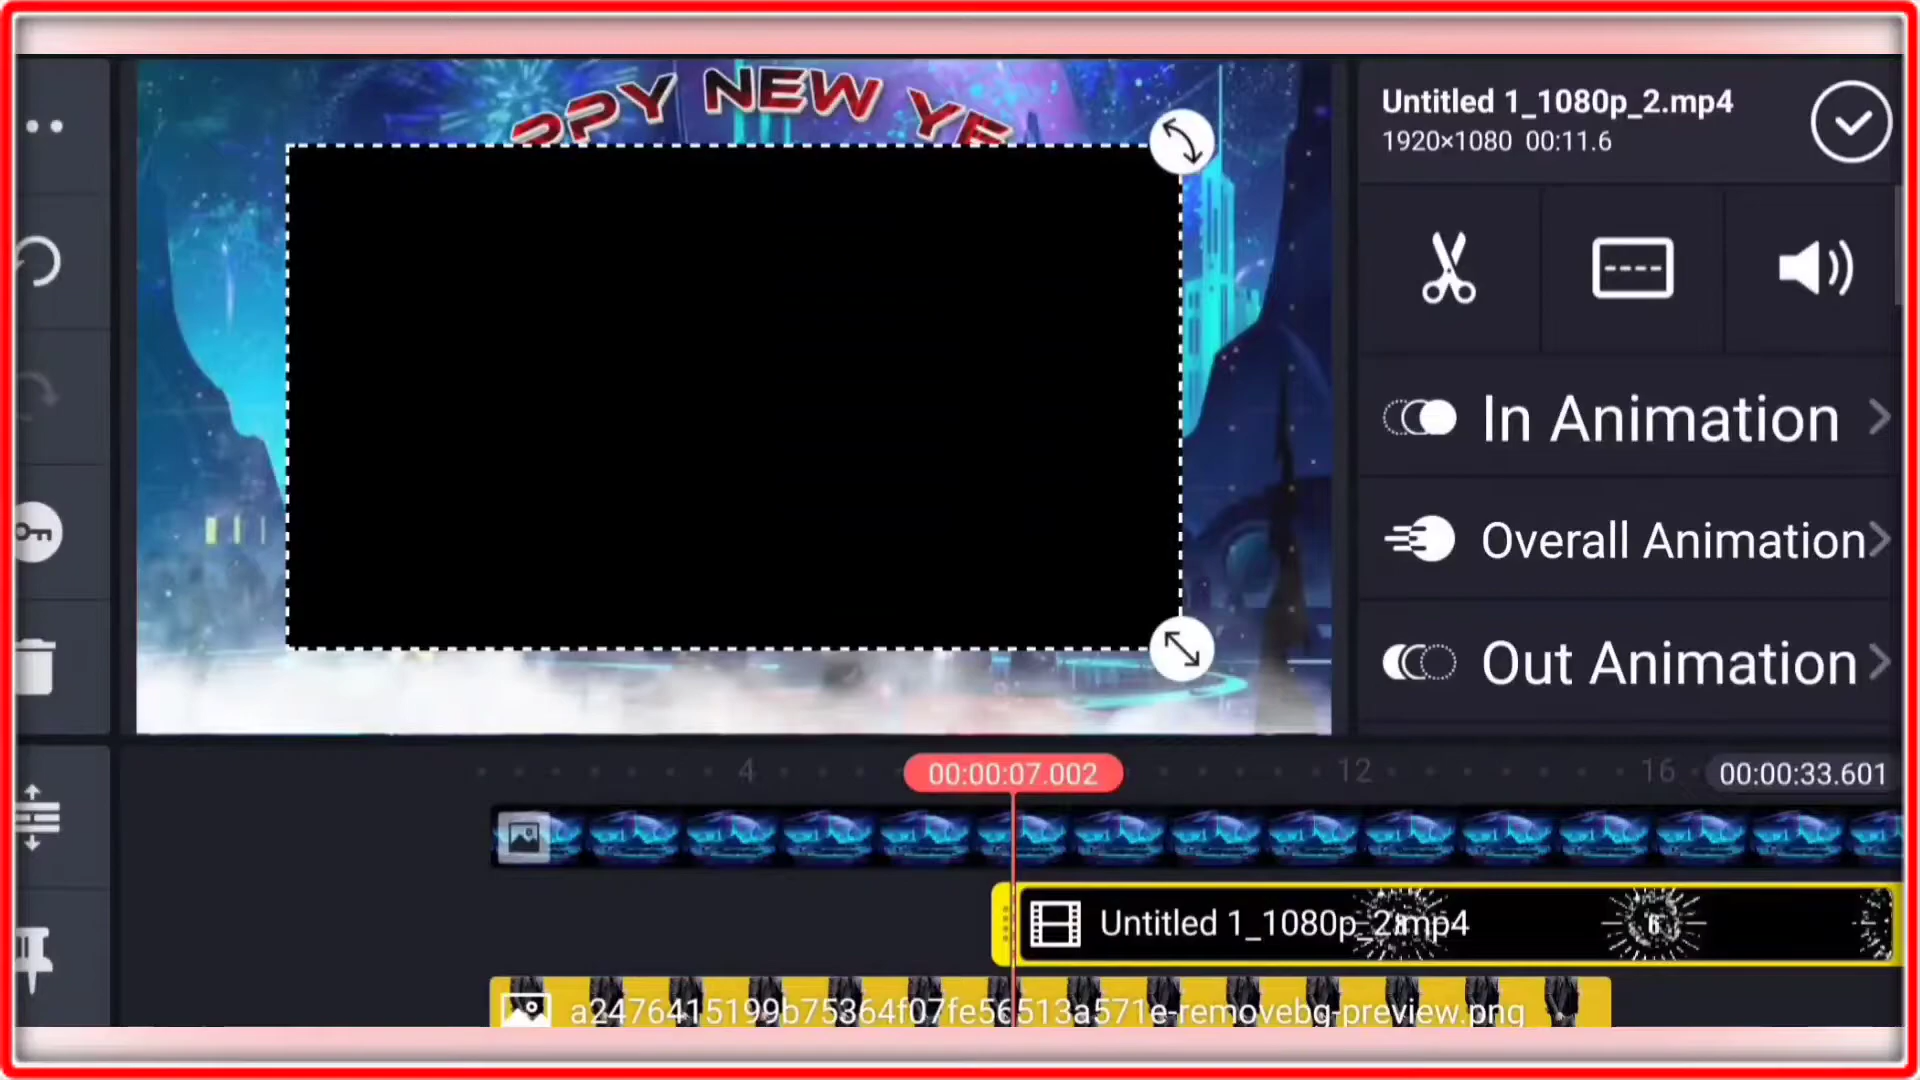 PPY NEW YE
Untitled 1_1080p_2.mp4
1920×1080 00:11.6
In Animation
Overall Animation
Out Animation
4
00:00:07.002
12
16
00:00:33.601
Untitled 1_1080p_2.mp4
6
a2476415199b75364f07fe56513a571e-removebg-preview.png